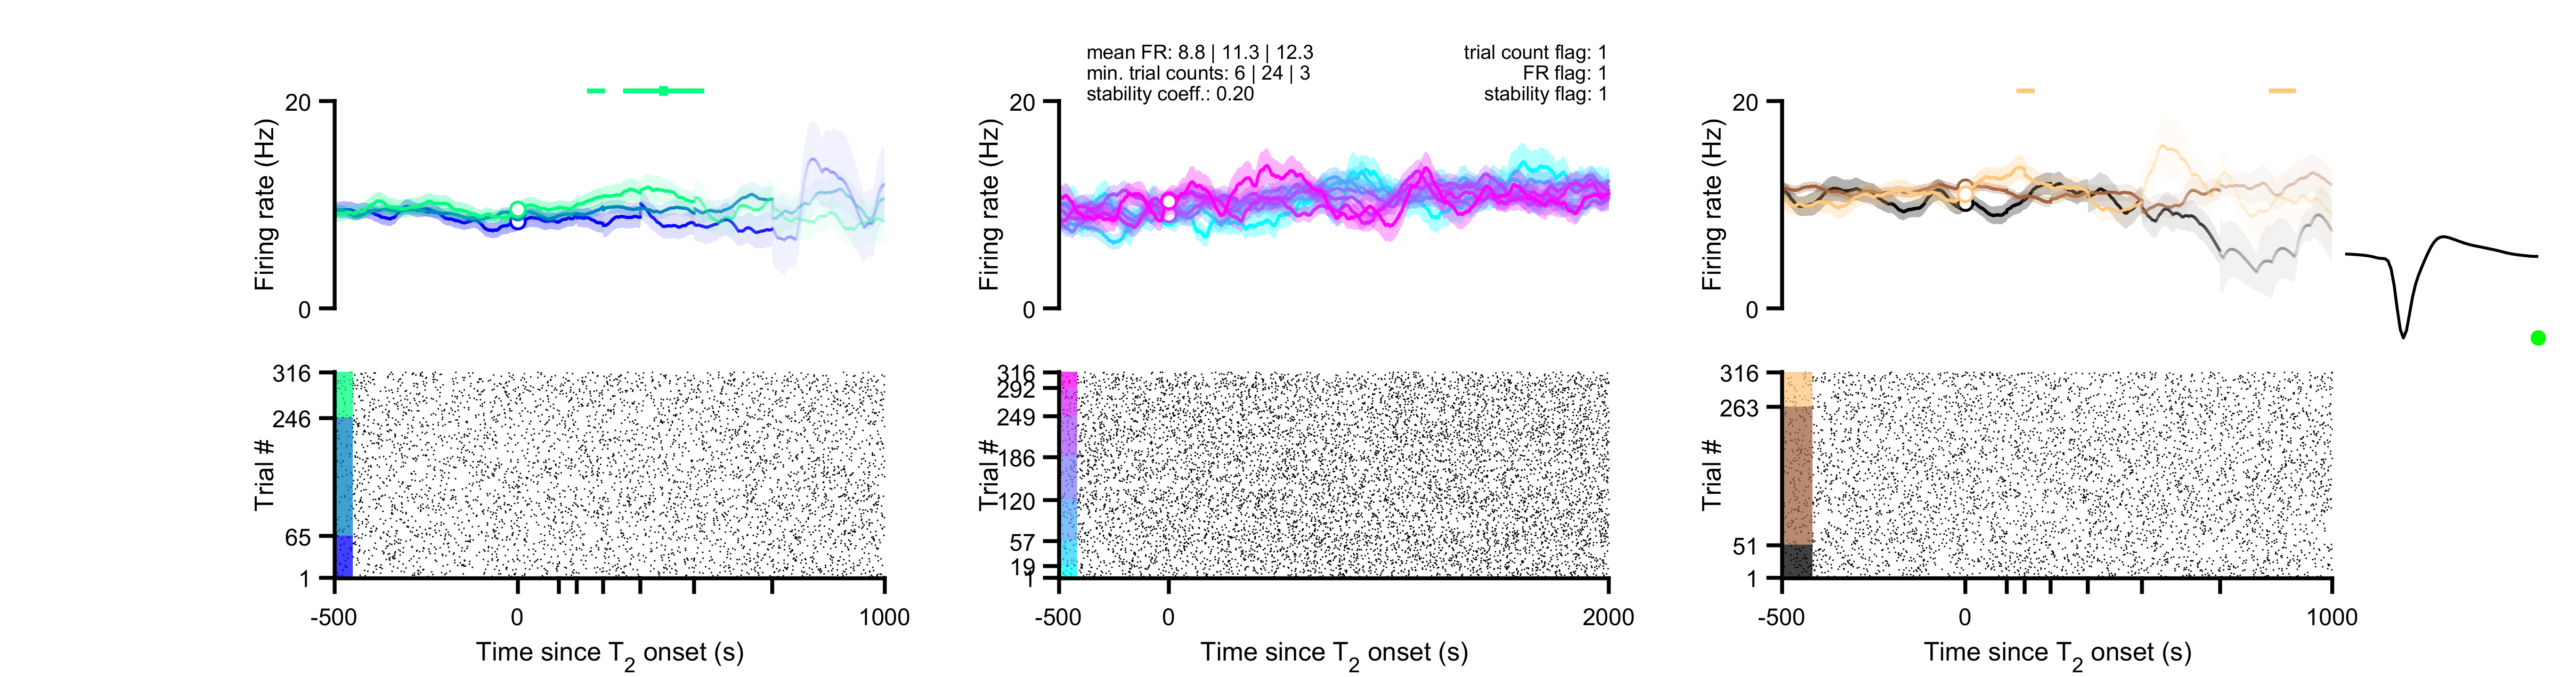 mean FR: 8.8 | 11.3 | 12.3
min. trial counts: 6 | 24 | 3
stability coeff.: 0.20
trial count flag: 1
FR flag: 1
stability flag: 1
20
Firing rate (Hz)
0
316
246
Trial #
65
1
-500
0
1000
Time since T2 onset (s)
20
Firing rate (Hz)
0
316
292
249
Trial #
186
120
57
19
1
-500
0
2000
Time since T2 onset (s)
20
Firing rate (Hz)
0
316
263
Trial #
51
1
-500
0
1000
Time since T2 onset (s)